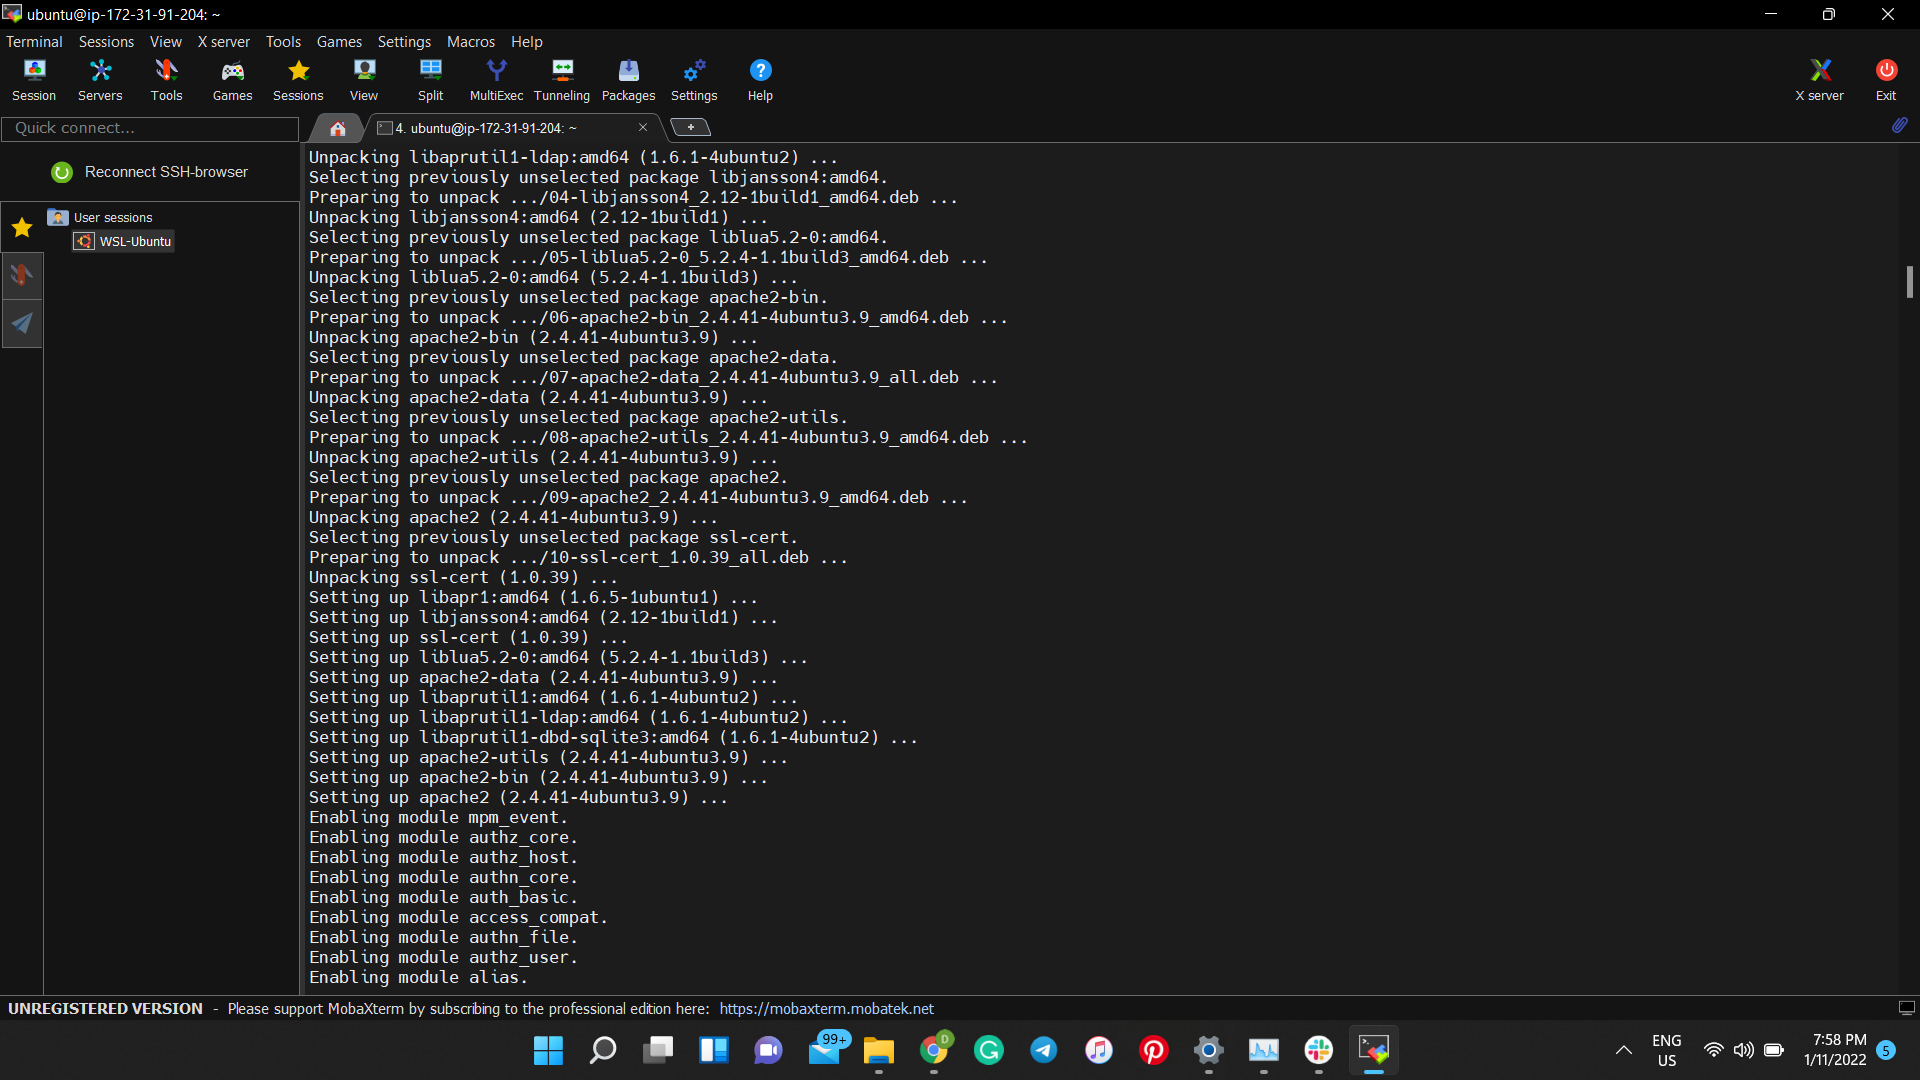 ubuntu@ip-172-31-91-204: ~
Terminal Sessions View X server Tools Games Settings Macros Help
Session Servers Tools Games Sessions View Split MultiExec Tunneling Packages Settings Help X server Exit
Quick connect...
4. ubuntu@ip-172-31-91-204: ~
Reconnect SSH-browser
User sessions
WSL-Ubuntu
Unpacking libaprutil1-ldap:amd64 (1.6.1-4ubuntu2) ...
Selecting previously unselected package libjansson4:amd64.
Preparing to unpack .../04-libjansson4_2.12-1build1_amd64.deb ...
Unpacking libjansson4:amd64 (2.12-1build1) ...
Selecting previously unselected package liblua5.2-0:amd64.
Preparing to unpack .../05-liblua5.2-0_5.2.4-1.1build3_amd64.deb ...
Unpacking liblua5.2-0:amd64 (5.2.4-1.1build3) ...
Selecting previously unselected package apache2-bin.
Preparing to unpack .../06-apache2-bin_2.4.41-4ubuntu3.9_amd64.deb ...
Unpacking apache2-bin (2.4.41-4ubuntu3.9) ...
Selecting previously unselected package apache2-data.
Preparing to unpack .../07-apache2-data_2.4.41-4ubuntu3.9_all.deb ...
Unpacking apache2-data (2.4.41-4ubuntu3.9) ...
Selecting previously unselected package apache2-utils.
Preparing to unpack .../08-apache2-utils_2.4.41-4ubuntu3.9_amd64.deb ...
Unpacking apache2-utils (2.4.41-4ubuntu3.9) ...
Selecting previously unselected package apache2.
Preparing to unpack .../09-apache2_2.4.41-4ubuntu3.9_amd64.deb ...
Unpacking apache2 (2.4.41-4ubuntu3.9) ...
Selecting previously unselected package ssl-cert.
Preparing to unpack .../10-ssl-cert_1.0.39_all.deb ...
Unpacking ssl-cert (1.0.39) ...
Setting up libapr1:amd64 (1.6.5-1ubuntu1) ...
Setting up libjansson4:amd64 (2.12-1build1) ...
Setting up ssl-cert (1.0.39) ...
Setting up liblua5.2-0:amd64 (5.2.4-1.1build3) ...
Setting up apache2-data (2.4.41-4ubuntu3.9) ...
Setting up libaprutil1:amd64 (1.6.1-4ubuntu2) ...
Setting up libaprutil1-ldap:amd64 (1.6.1-4ubuntu2) ...
Setting up libaprutil1-dbd-sqlite3:amd64 (1.6.1-4ubuntu2) ...
Setting up apache2-utils (2.4.41-4ubuntu3.9) ...
Setting up apache2-bin (2.4.41-4ubuntu3.9) ...
Setting up apache2 (2.4.41-4ubuntu3.9) ...
Enabling module mpm_event.
Enabling module authz_core.
Enabling module authz_host.
Enabling module authn_core.
Enabling module auth_basic.
Enabling module access_compat.
Enabling module authn_file.
Enabling module authz_user.
Enabling module alias.
UNREGISTERED VERSION - Please support MobaXterm by subscribing to the professional edition here: https://mobaxterm.mobatek.net
99+
D
ENG
US
7:58 PM
1/11/2022
5